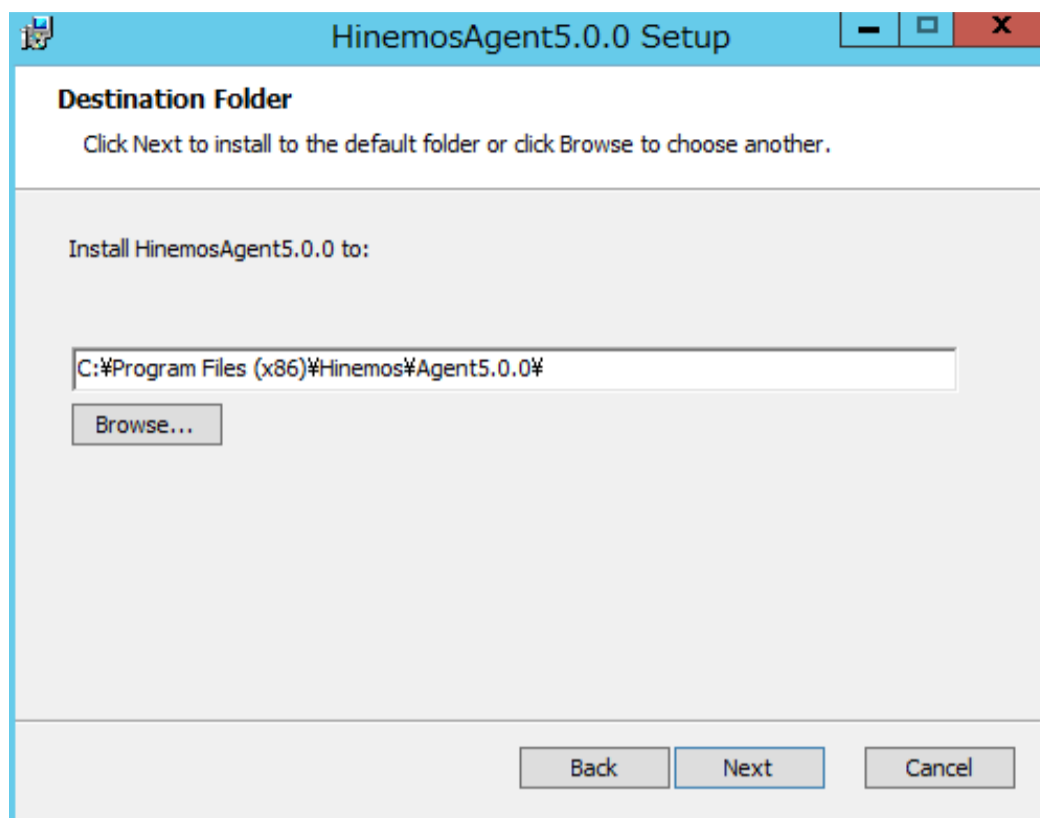 HinemosAgent5.0.0 Setup
Destination Folder
Click Next to install to the default folder or click Browse to choose another.
Install HinemosAgent5.0.0 to:
C:¥Program Files (x86)¥Hinemos¥Agent5.0.0¥
Browse...
Back Next Cancel